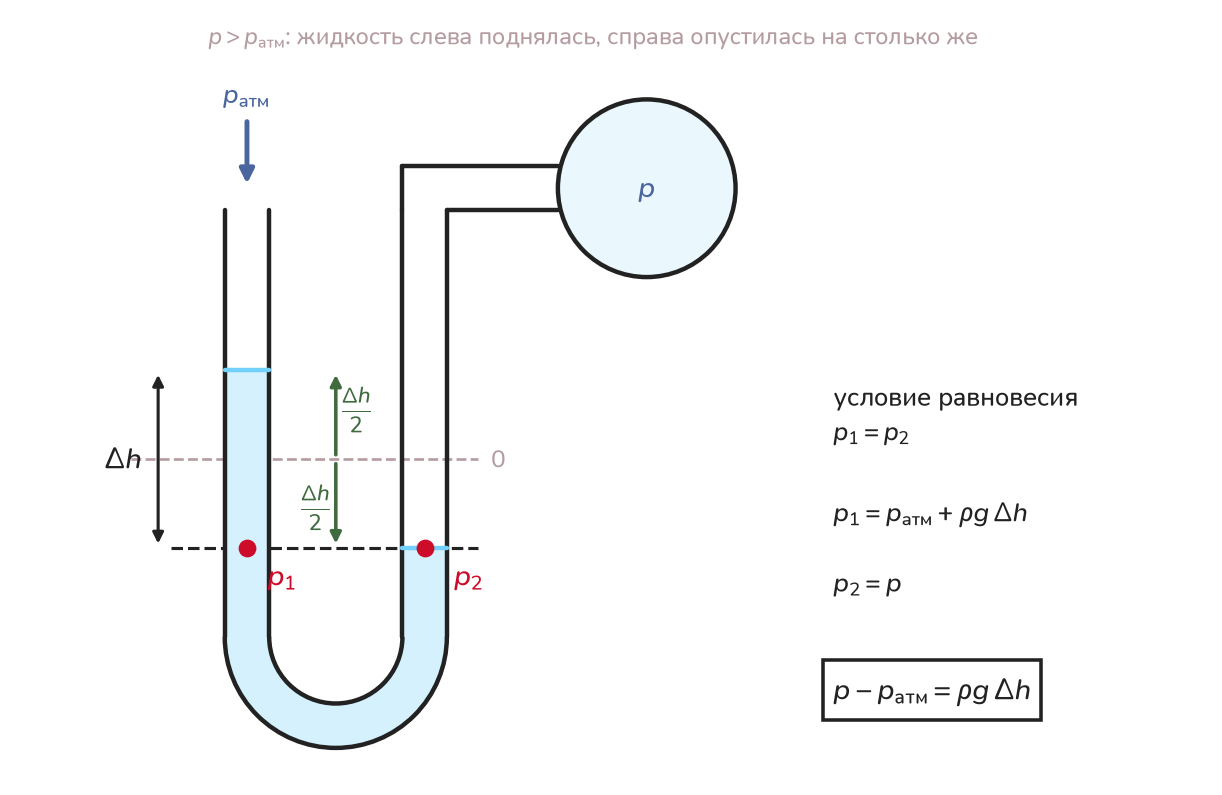 p > pатм: жидкость слева поднялась, справа опустилась на столько же
pатм
p
Δh
Δh/2
0
Δh/2
p₁
p₂
условие равновесия
p₁ = p₂
p₁ = pатм + ρg Δh
p₂ = p
p − pатм = ρg Δh